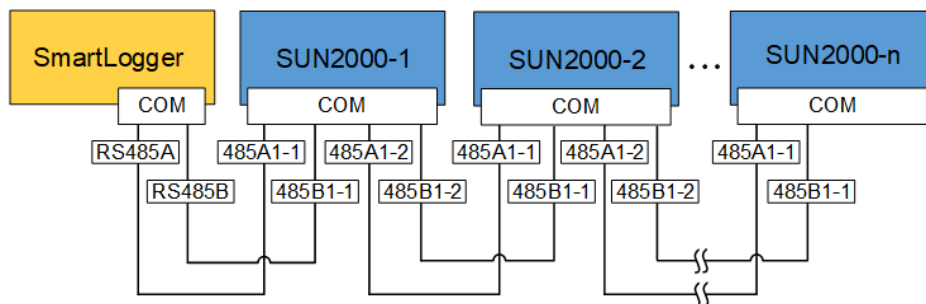 SmartLogger
SUN2000-1
SUN2000-2
...
SUN2000-n
COM
COM
COM
COM
RS485A
485A1-1
485A1-2
485A1-1
485A1-2
485A1-1
RS485B
485B1-1
485B1-2
485B1-1
485B1-2
485B1-1